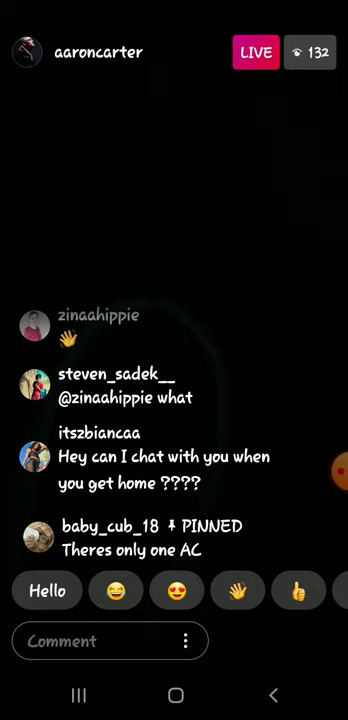 aaroncarter
LIVE
132
zinaahippie
👋
steven_sadek__
@zinaahippie what
itszbiancaa
Hey can I chat with you when
you get home ????
baby_cub_18 PINNED
Theres only one AC
Hello 😂 😍 👋 👍
Comment